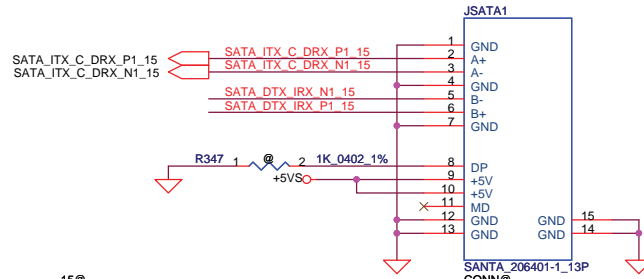 JSATA1
1 GND
SATA_ITX_C_DRX_P1_15 SATA_ITX_C_DRX_P1_15 2 A+
SATA_ITX_C_DRX_N1_15 SATA_ITX_C_DRX_N1_15 3 A-
4 GND
SATA_DTX_IRX_N1_15 5 B-
SATA_DTX_IRX_P1_15 6 B+
7 GND
R347 1 @ 2 1K_0402_1% 8 DP
+5VS 9 +5V
10 +5V
11 MD
12 GND GND 15
13 GND GND 14
SANTA_206401-1_13P
15@ CONN@